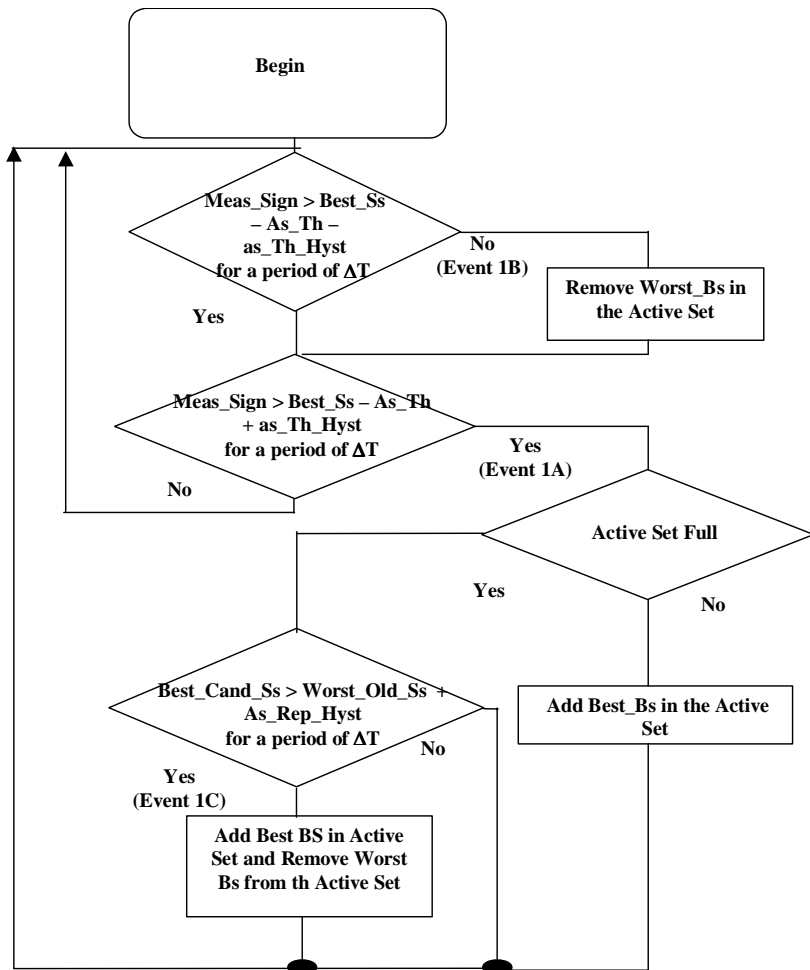 Begin
Meas_Sign > Best_Ss
– As_Th –
as_Th_Hyst
for a period of ΔT
No
(Event 1B)
Remove Worst_Bs in
the Active Set
Yes
Meas_Sign > Best_Ss – As_Th
+ as_Th_Hyst
for a period of ΔT
Yes
(Event 1A)
No
Active Set Full
Yes
No
Best_Cand_Ss > Worst_Old_Ss +
As_Rep_Hyst
for a period of ΔT
No
Add Best_Bs in the Active
Set
Yes
(Event 1C)
Add Best BS in Active
Set and Remove Worst
Bs from th Active Set